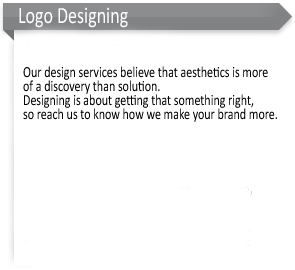 Logo Designing
Our design services believe that aesthetics is more
of a discovery than solution.
Designing is about getting that something right,
so reach us to know how we make your brand more.